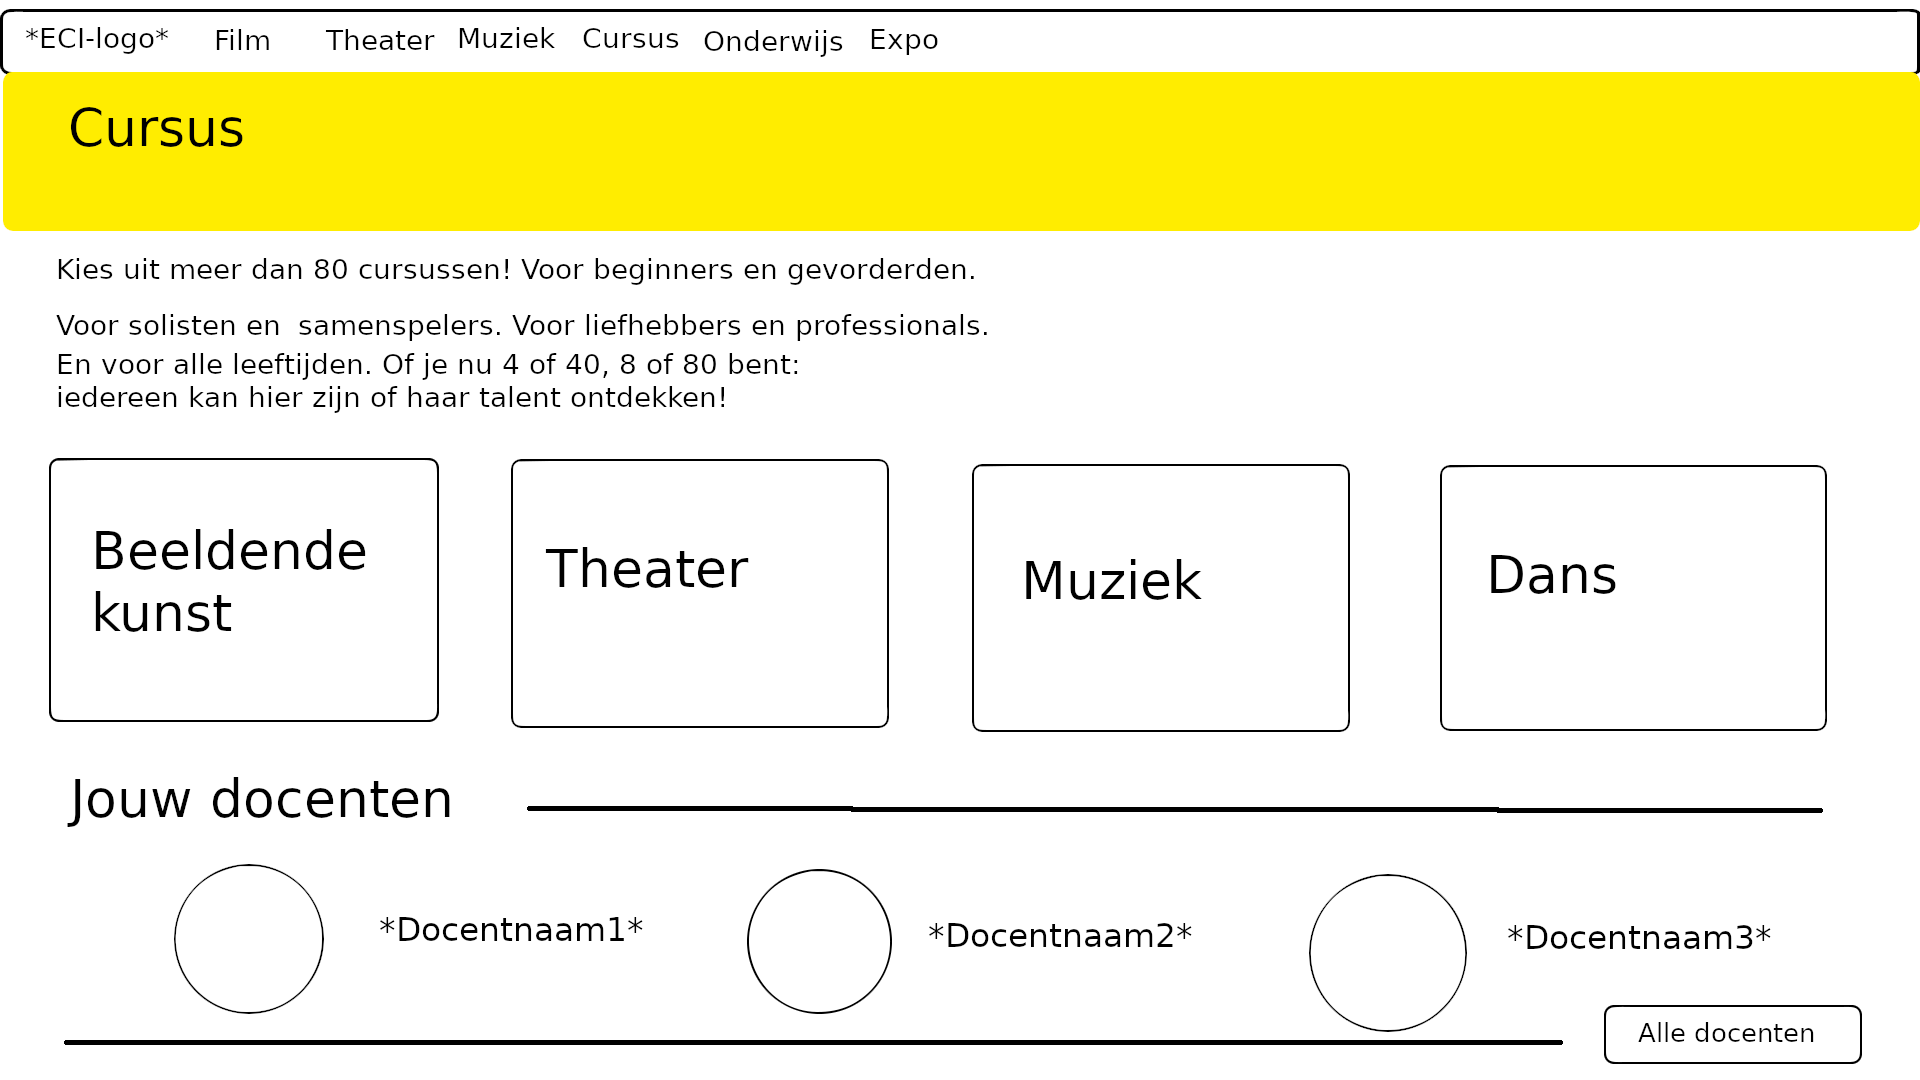 *ECI-logo* Film Theater Muziek Cursus Onderwijs Expo
Cursus
Kies uit meer dan 80 cursussen! Voor beginners en gevorderden.
Voor solisten en  samenspelers. Voor liefhebbers en professionals.
En voor alle leeftijden. Of je nu 4 of 40, 8 of 80 bent:
iedereen kan hier zijn of haar talent ontdekken!
Beeldende
kunst
Theater
Muziek
Dans
Jouw docenten
*Docentnaam1*
*Docentnaam2*
*Docentnaam3*
Alle docenten